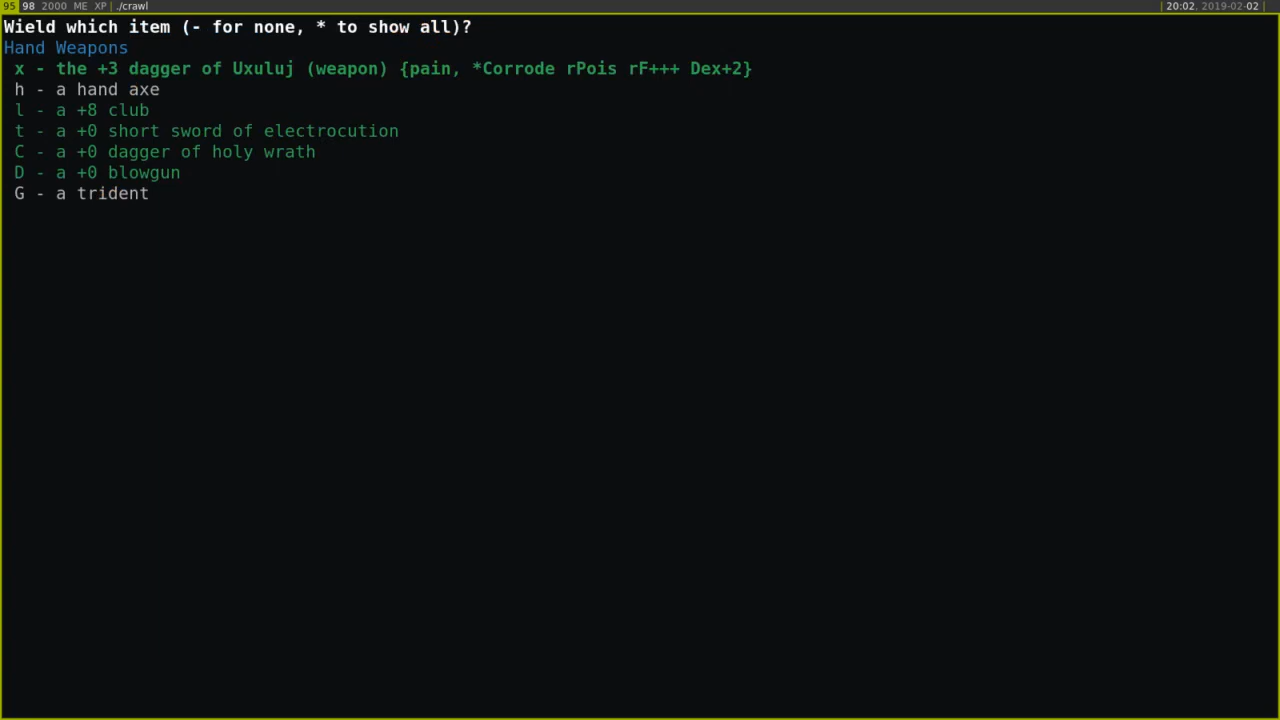 95 98 2000 ME XP | ./crawl | 20:02. 2019-02-02 |
Wield which item (- for none, * to show all)?
Hand Weapons
x - the +3 dagger of Uxuluj (weapon) {pain, *Corrode rPois rF+++ Dex+2}
h - a hand axe
l - a +8 club
t - a +0 short sword of electrocution
C - a +0 dagger of holy wrath
D - a +0 blowgun
G - a trident